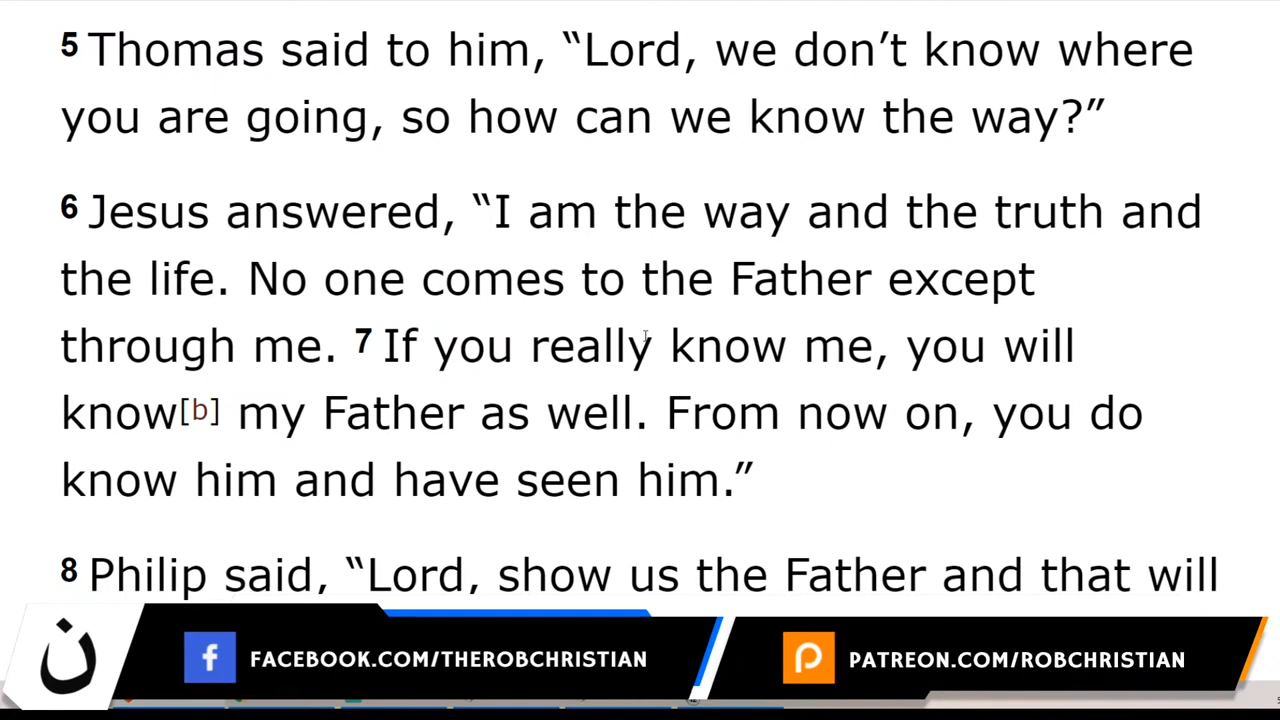 5 Thomas said to him, “Lord, we don’t know where
you are going, so how can we know the way?”
6 Jesus answered, “I am the way and the truth and
the life. No one comes to the Father except
through me. 7 If you really know me, you will
know[b] my Father as well. From now on, you do
know him and have seen him.”
8 Philip said, “Lord, show us the Father and that will
ن
f FACEBOOK.COM/THEROBCHRISTIAN
PATREON.COM/ROBCHRISTIAN